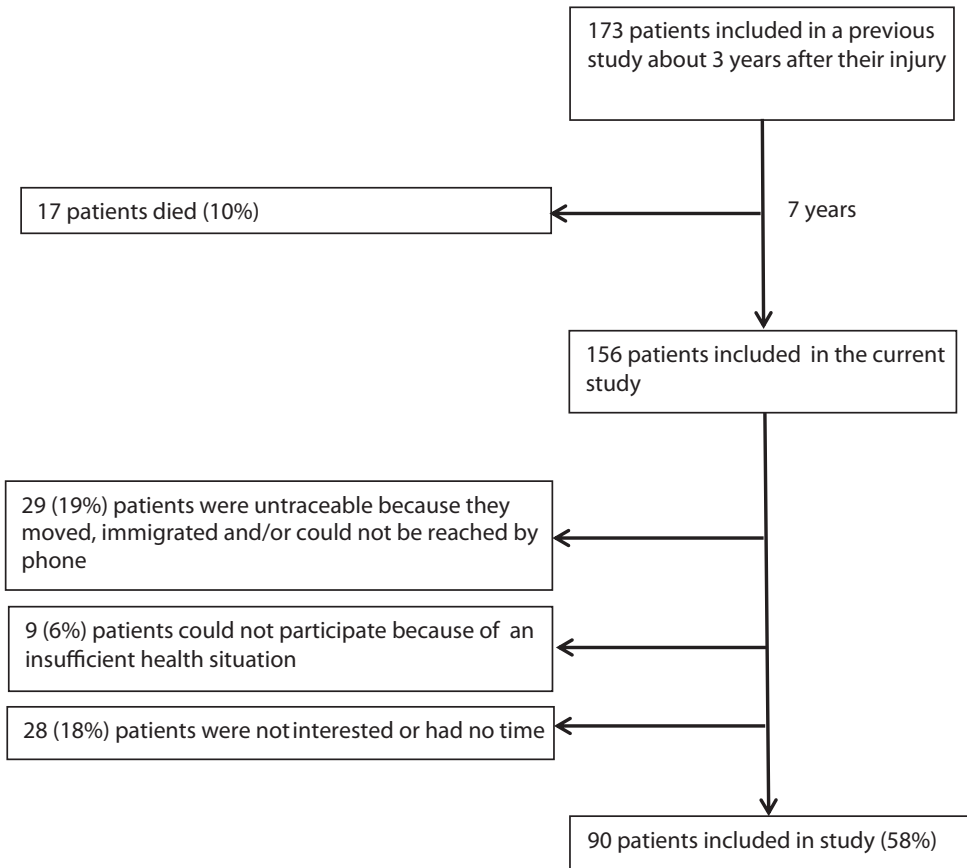 173 patients included in a previous
study about 3 years after their injury
17 patients died (10%)
7 years
156 patients included in the current
study
29 (19%) patients were untraceable because they
moved, immigrated and/or could not be reached by
phone
9 (6%) patients could not participate because of an
insufficient health situation
28 (18%) patients were not interested or had no time
90 patients included in study (58%)